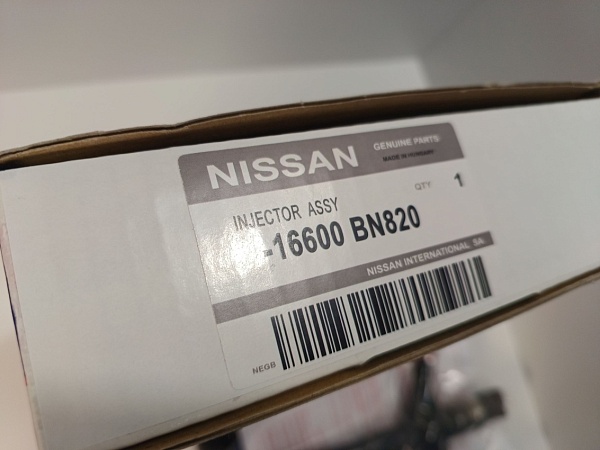 NISSAN
GENUINE PARTS
MADE IN HUNGARY
INJECTOR ASSY
QTY 1
-16600 BN820
NISSAN INTERNATIONAL SA.
NEGB